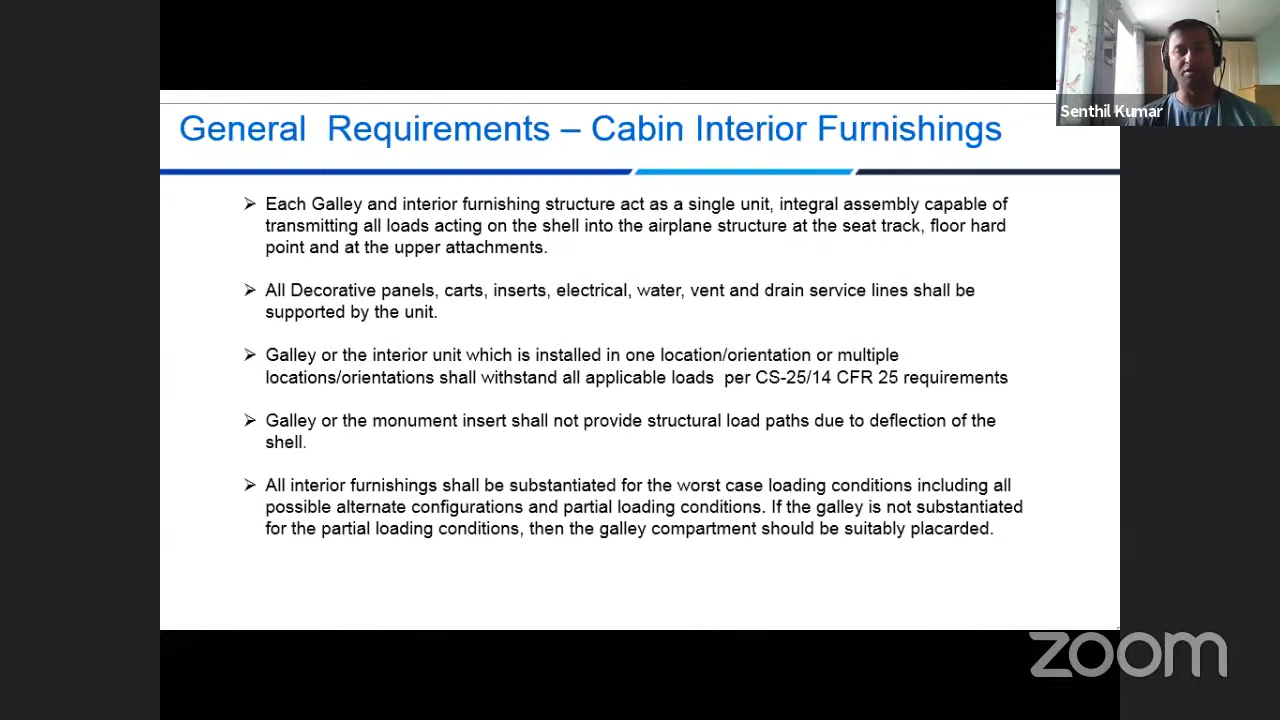 Senthil Kumar
General Requirements – Cabin Interior Furnishings
➢ Each Galley and interior furnishing structure act as a single unit, integral assembly capable of
transmitting all loads acting on the shell into the airplane structure at the seat track, floor hard
point and at the upper attachments.
➢ All Decorative panels, carts, inserts, electrical, water, vent and drain service lines shall be
supported by the unit.
➢ Galley or the interior unit which is installed in one location/orientation or multiple
locations/orientations shall withstand all applicable loads per CS-25/14 CFR 25 requirements
➢ Galley or the monument insert shall not provide structural load paths due to deflection of the
shell.
➢ All interior furnishings shall be substantiated for the worst case loading conditions including all
possible alternate configurations and partial loading conditions. If the galley is not substantiated
for the partial loading conditions, then the galley compartment should be suitably placarded.
zoom